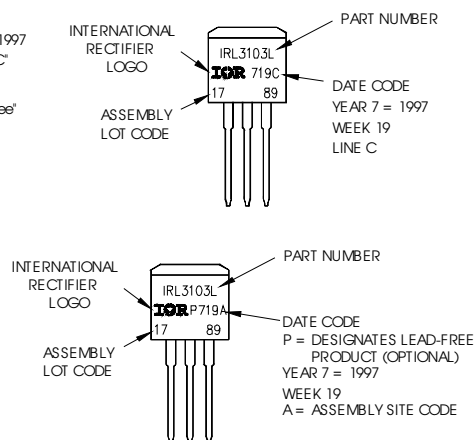 1997
C"
ee"
INTERNATIONAL
RECTIFIER
LOGO
ASSEMBLY
LOT CODE
PART NUMBER
IRL3103L
IOR 719C
17 89
DATE CODE
YEAR 7 = 1997
WEEK 19
LINE C
INTERNATIONAL
RECTIFIER
LOGO
ASSEMBLY
LOT CODE
PART NUMBER
IRL3103L
IOR P719A
17 89
DATE CODE
P = DESIGNATES LEAD-FREE
PRODUCT (OPTIONAL)
YEAR 7 = 1997
WEEK 19
A = ASSEMBLY SITE CODE